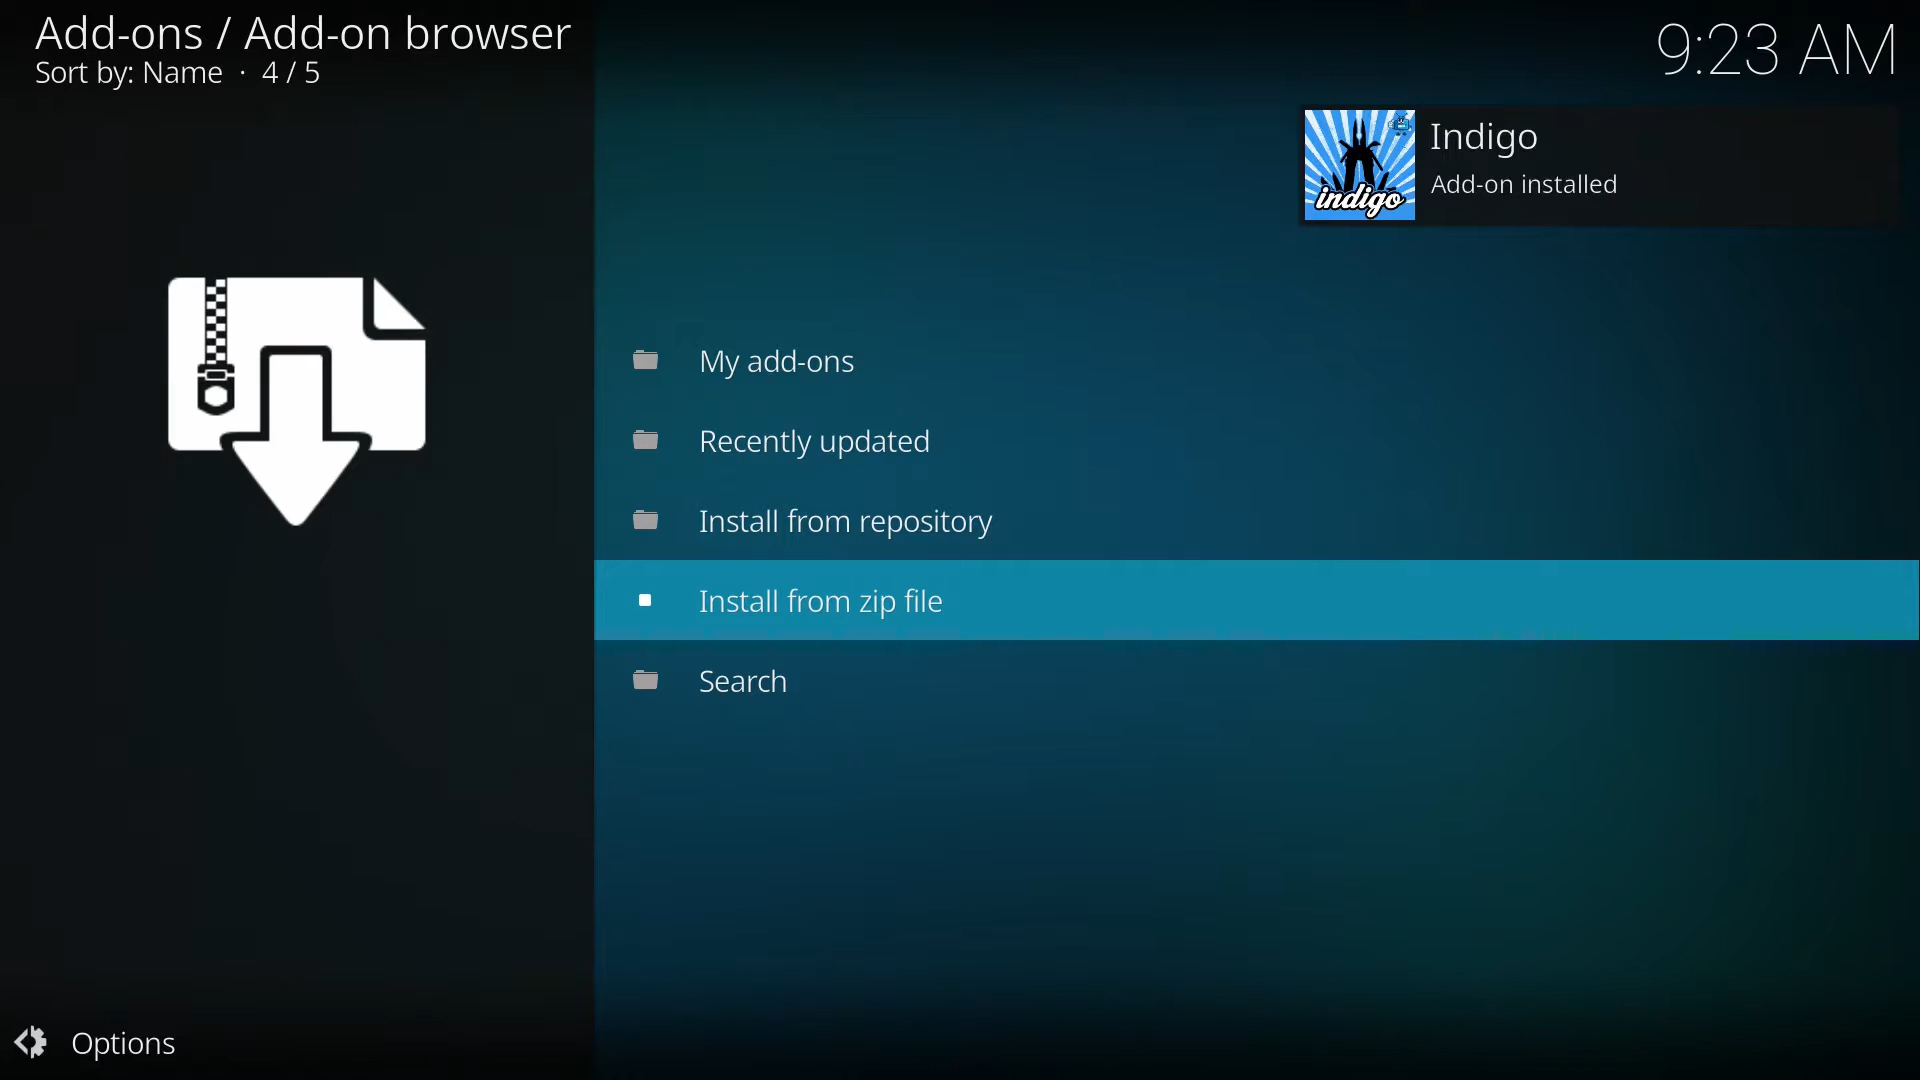 Add-ons / Add-on browser
Sort by: Name · 4 / 5
9:23 AM
indigo
Indigo
Add-on installed
My add-ons
Recently updated
Install from repository
Install from zip file
Search
Options